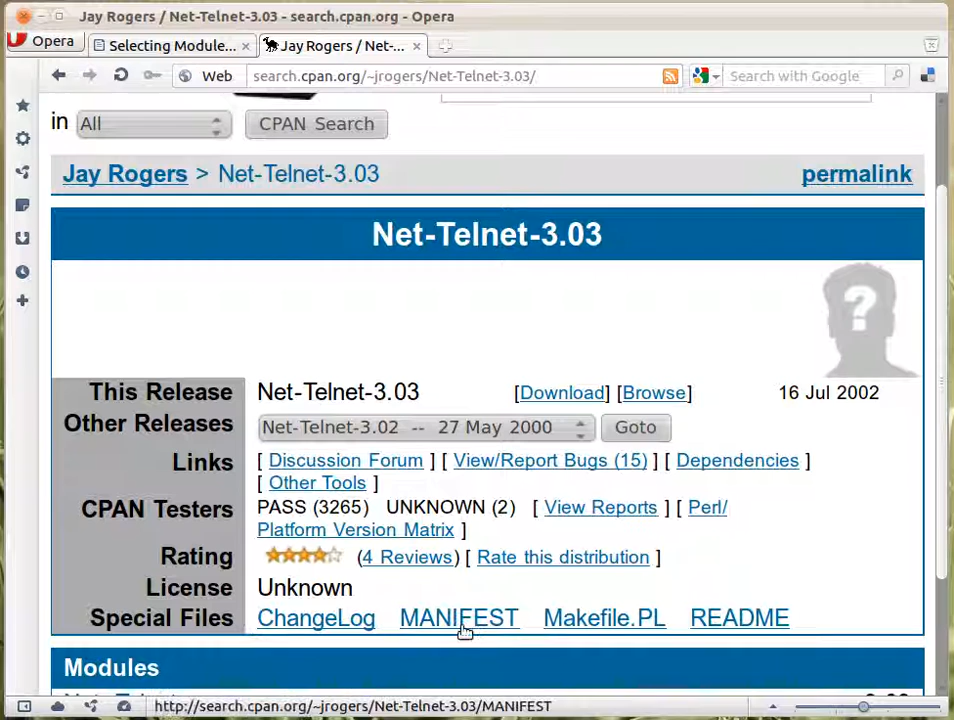 Jay Rogers / Net-Telnet-3.03 - search.cpan.org - Opera
Opera
Selecting Module...
Jay Rogers / Net-...
Web
search.cpan.org/~jrogers/Net-Telnet-3.03/
Search with Google
in
All
CPAN Search
Jay Rogers > Net-Telnet-3.03
permalink
Net-Telnet-3.03
?
This Release
Net-Telnet-3.03
[Download] [Browse]
16 Jul 2002
Other Releases
Net-Telnet-3.02 -- 27 May 2000
Goto
Links
[ Discussion Forum ] [ View/Report Bugs (15) ] [ Dependencies ]
[ Other Tools ]
CPAN Testers
PASS (3265) UNKNOWN (2) [ View Reports ] [ Perl/
Platform Version Matrix ]
Rating
(4 Reviews) [ Rate this distribution ]
License
Unknown
Special Files
ChangeLog MANIFEST Makefile.PL README
Modules
http://search.cpan.org/~jrogers/Net-Telnet-3.03/MANIFEST